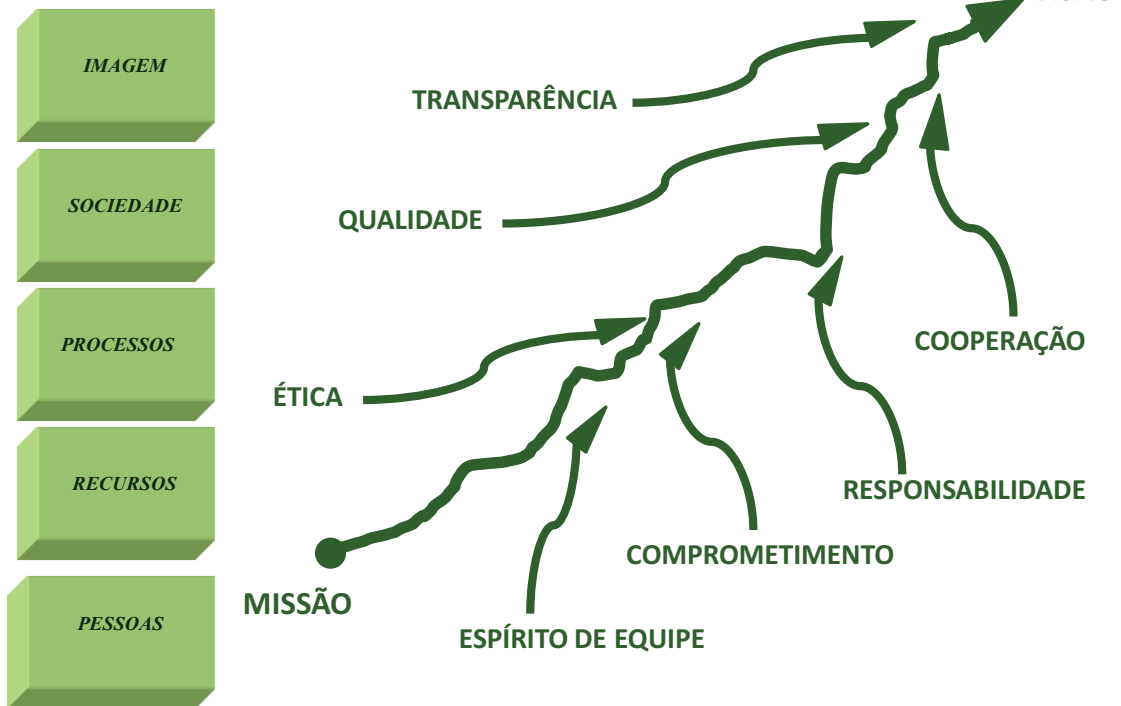 IMAGEM
SOCIEDADE
PROCESSOS
RECURSOS
PESSOAS
TRANSPARÊNCIA
QUALIDADE
ÉTICA
MISSÃO
COOPERAÇÃO
RESPONSABILIDADE
COMPROMETIMENTO
ESPÍRITO DE EQUIPE